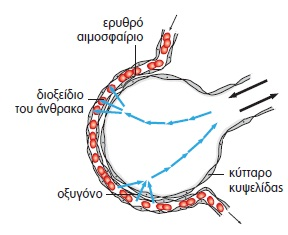 ερυθρό
αιμοσφαίριο
διοξείδιο
του άνθρακα
οξυγόνο
κύτταρο
κυψελίδας